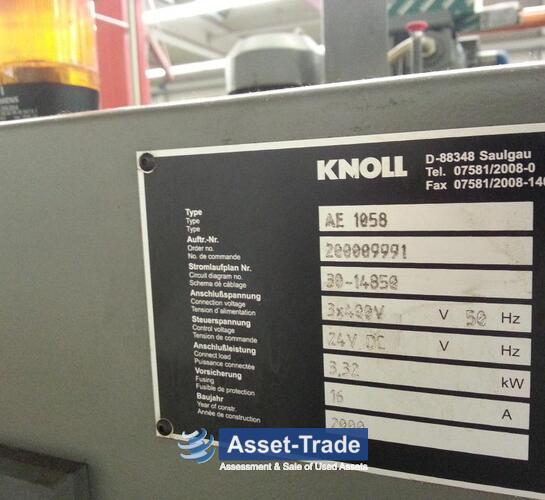 KNOLL
D-88348 Saulgau
Tel. 07581/2008-0
Fax 07581/2008-140
Type
Type
Type
AE 1058
Auftr.-Nr.
Order no.
No. de commande
200009991
Stromlaufplan Nr.
Circuit diagram no.
Schema de câblage
30-14850
Anschlußspannung
Connection voltage
Tension d'alimentation
3x400V V 50 Hz
Steuerspannung
Control voltage
Tension de commande
24V DC V Hz
Anschlußleistung
Connect load
Puissance connectée
3,32 kW
Vorsicherung
Fusing
Fusible de protection
16 A
Baujahr
Year of constr.
Année de construction
2000
Asset-Trade
Assessment & Sale of Used Assets